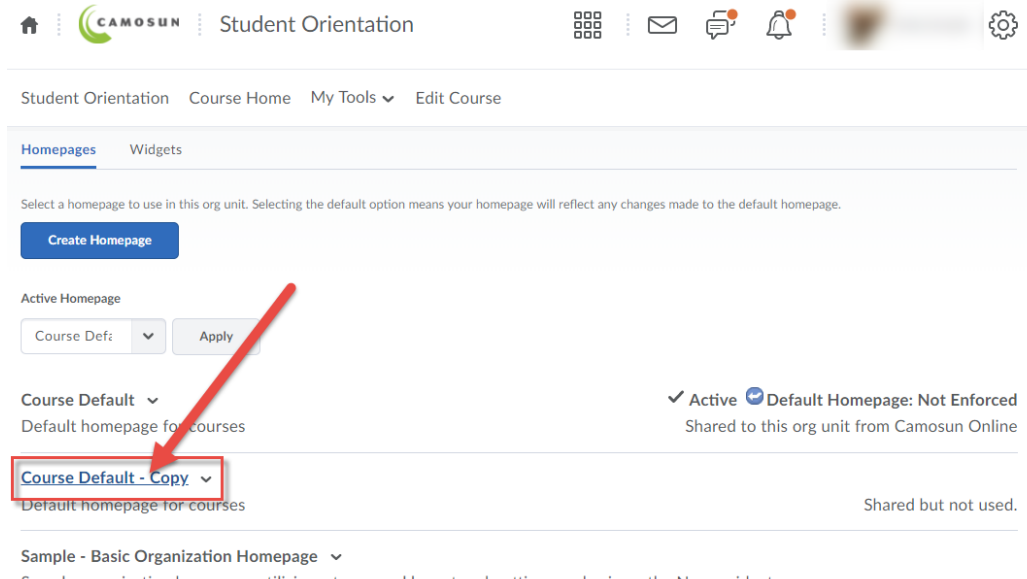 CAMOSUN Student Orientation
Student Orientation Course Home My Tools Edit Course
Homepages Widgets
Select a homepage to use in this org unit. Selecting the default option means your homepage will reflect any changes made to the default homepage.
Create Homepage
Active Homepage
Course Defa Apply
Course Default Active Default Homepage: Not Enforced
Default homepage for courses Shared to this org unit from Camosun Online
Course Default - Copy
Default homepage for courses Shared but not used.
Sample - Basic Organization Homepage